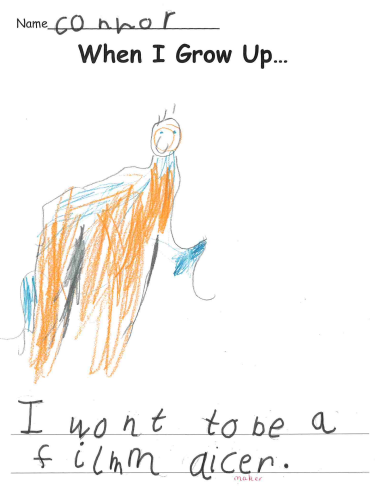 Name connor
When I Grow Up...
I wont to be a
filmm aicer.
maker